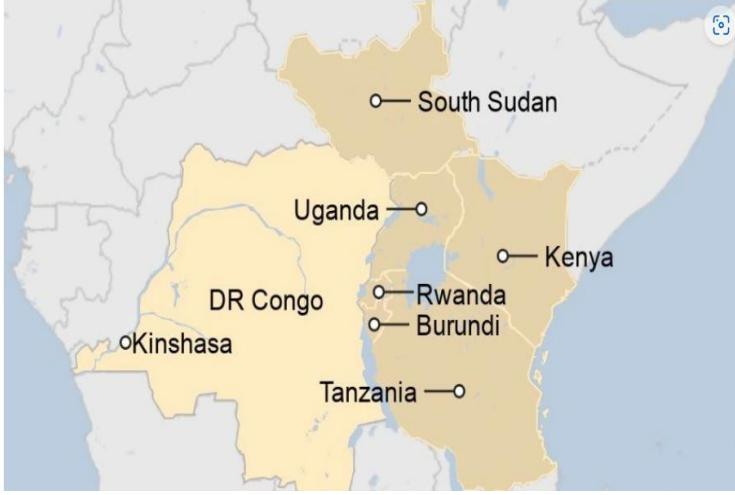 South Sudan
Uganda
Kenya
DR Congo
Rwanda
Burundi
Kinshasa
Tanzania